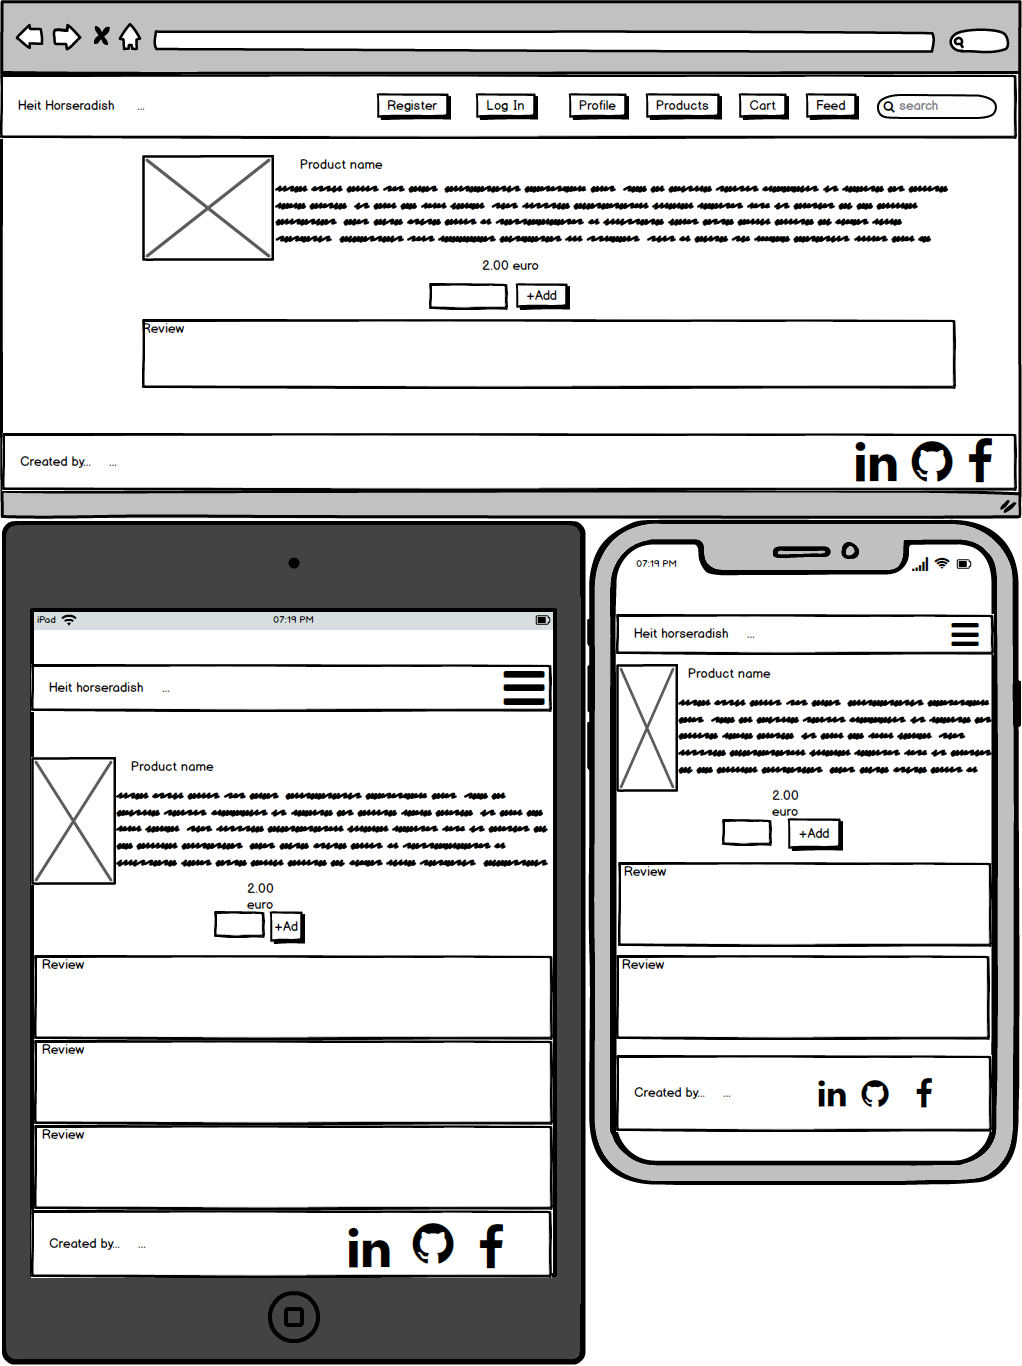 Heit Horseradish ... Register Log In Profile Products Cart Feed search
Product name
2.00 euro
+Add
Review
Created by... ... in
iPad 07:19 PM
Heit horseradish ...
Product name
2.00
euro
+Ad
Review
Review
Review
Created by... ... in
07:19 PM
Heit horseradish ...
Product name
2.00
euro
+Add
Review
Review
Created by... ... in